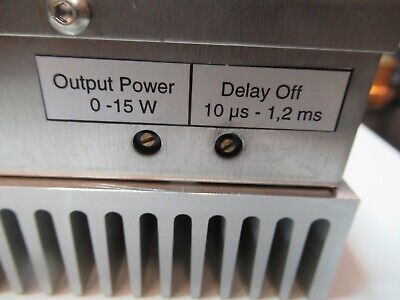 Output Power
0 -15 W
Delay Off
10 µs - 1,2 ms